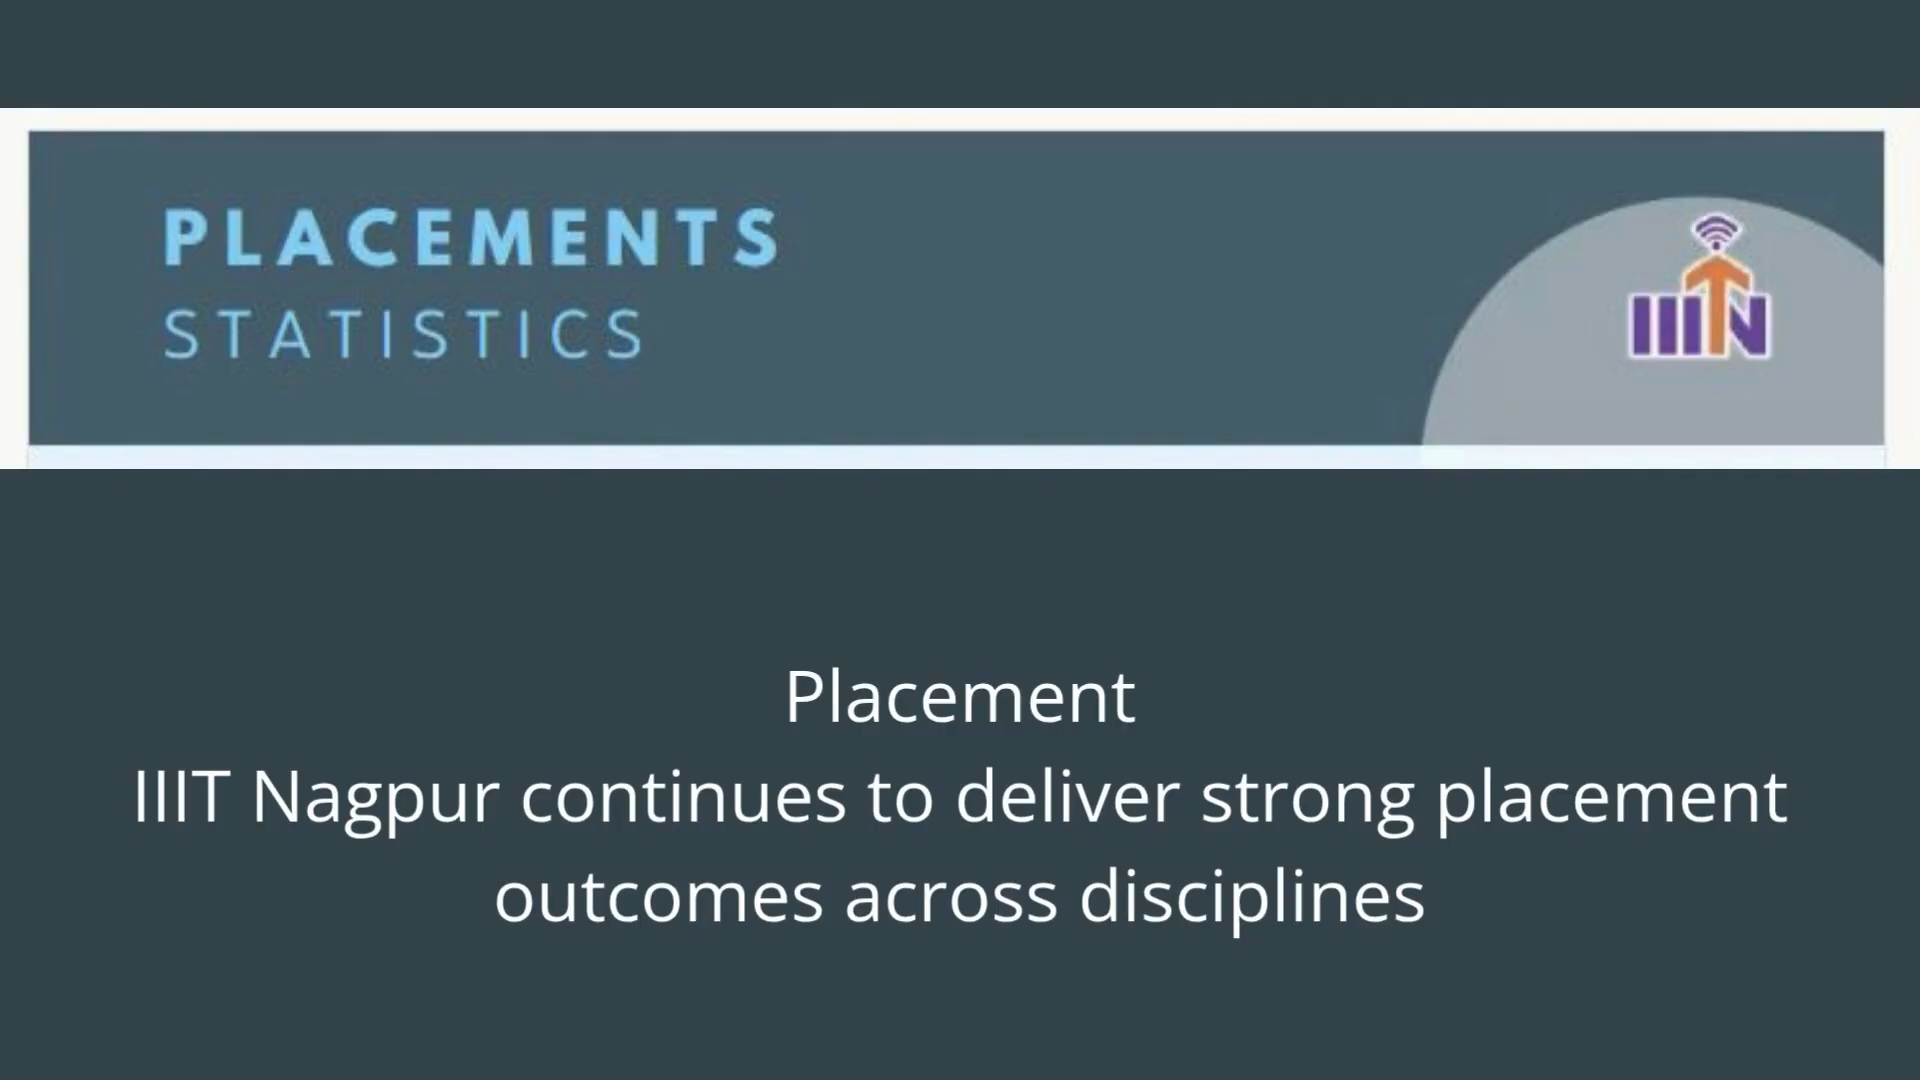 PLACEMENTS
STATISTICS
IIITN
Placement
IIIT Nagpur continues to deliver strong placement
outcomes across disciplines